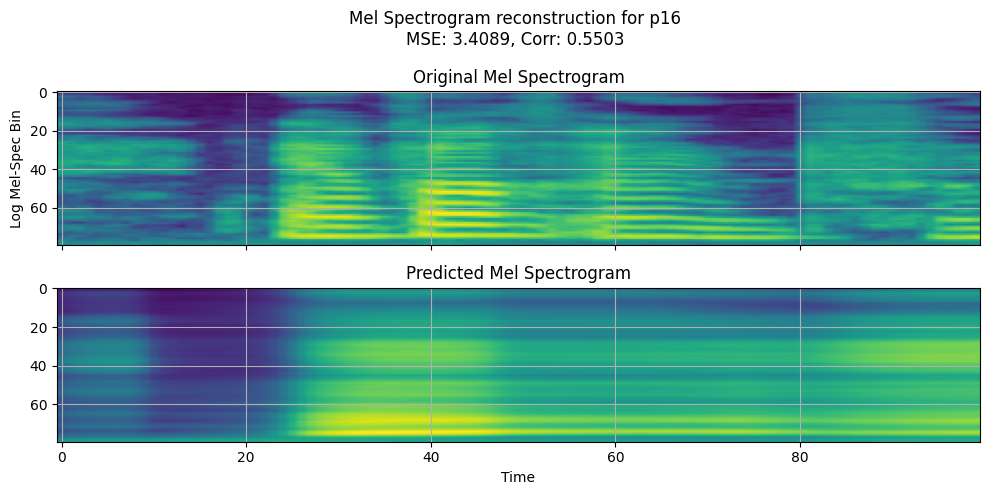 Mel Spectrogram reconstruction for p16
MSE: 3.4089, Corr: 0.5503
Original Mel Spectrogram
0
20
40
60
Log Mel-Spec Bin
Predicted Mel Spectrogram
0
20
40
60
0 20 40 60 80
Time